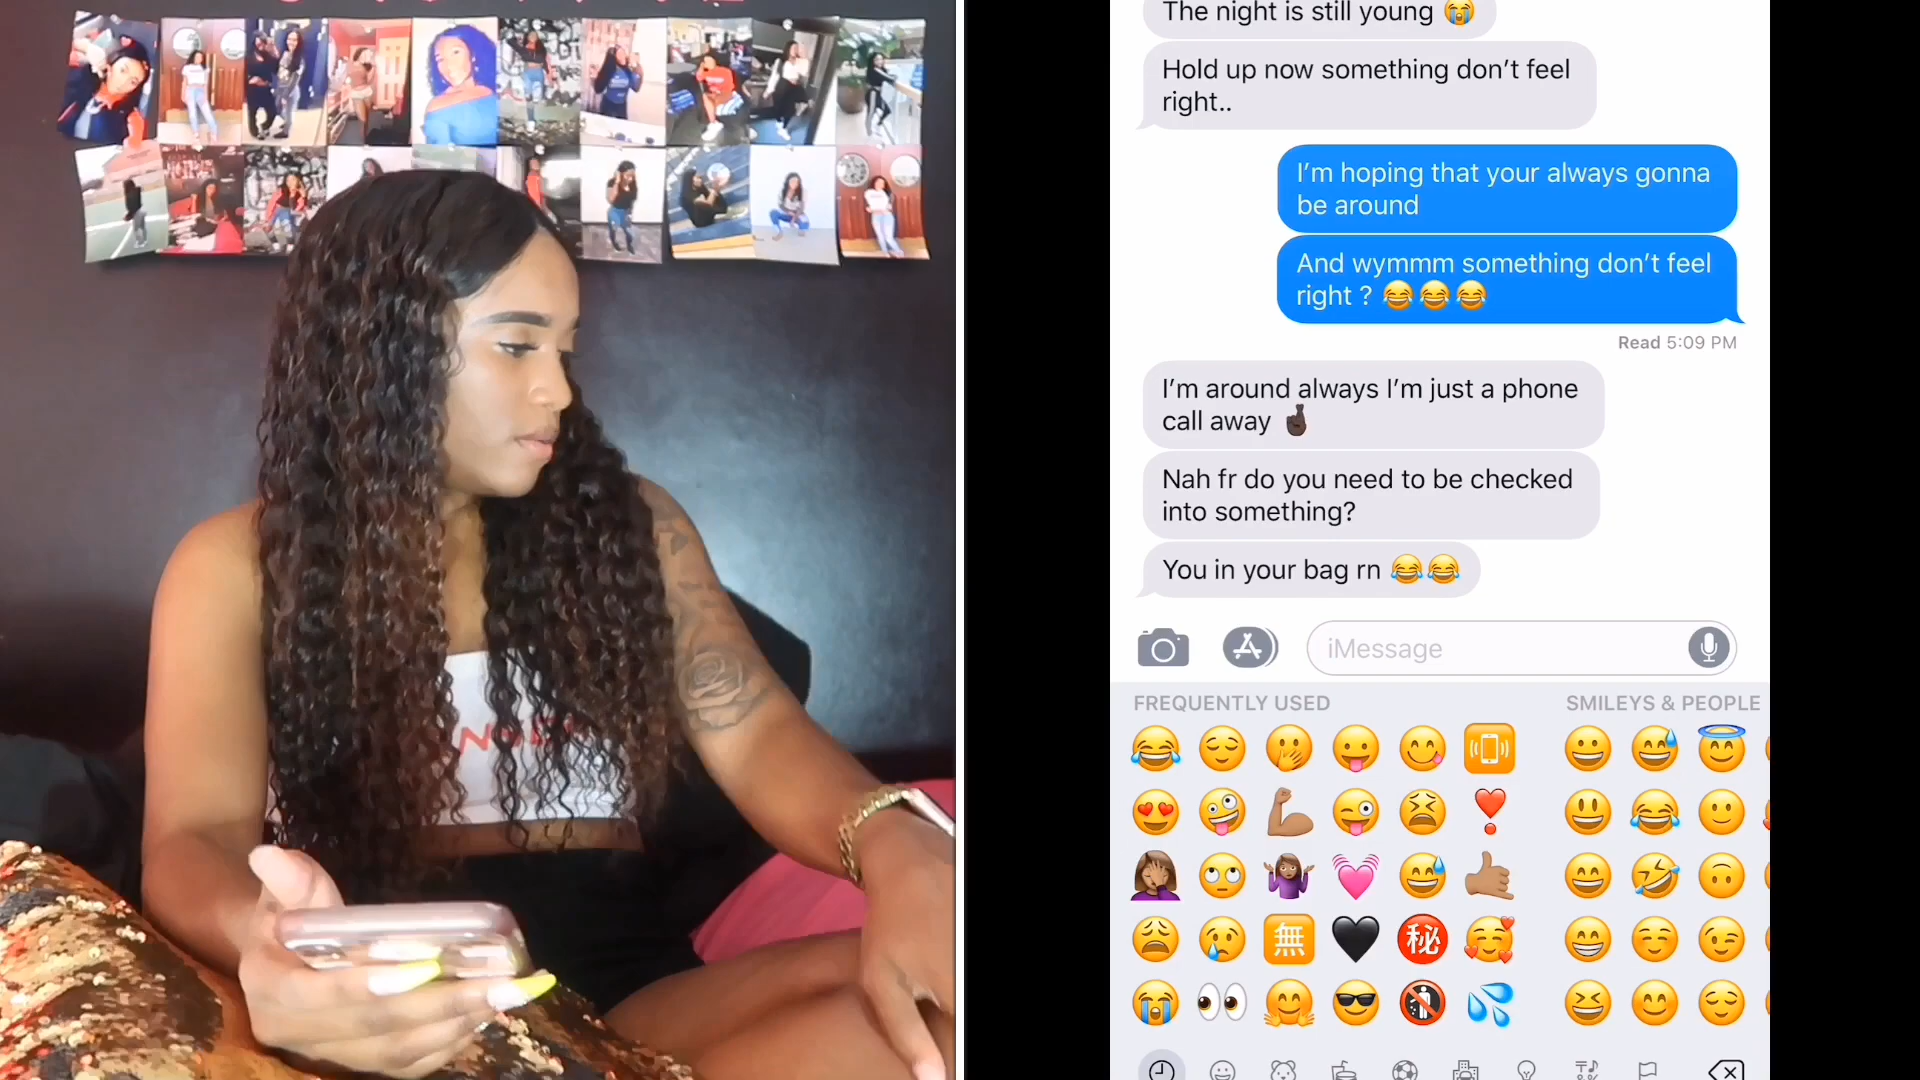 The night is still young 😭
Hold up now something don't feel
right..
I'm hoping that your always gonna
be around
And wymmm something don't feel
right ? 😂😂😂
Read 5:09 PM
I'm around always I'm just a phone
call away 🤞🏿
Nah fr do you need to be checked
into something?
You in your bag rn 😂😂
iMessage
FREQUENTLY USED
SMILEYS & PEOPLE
無
秘